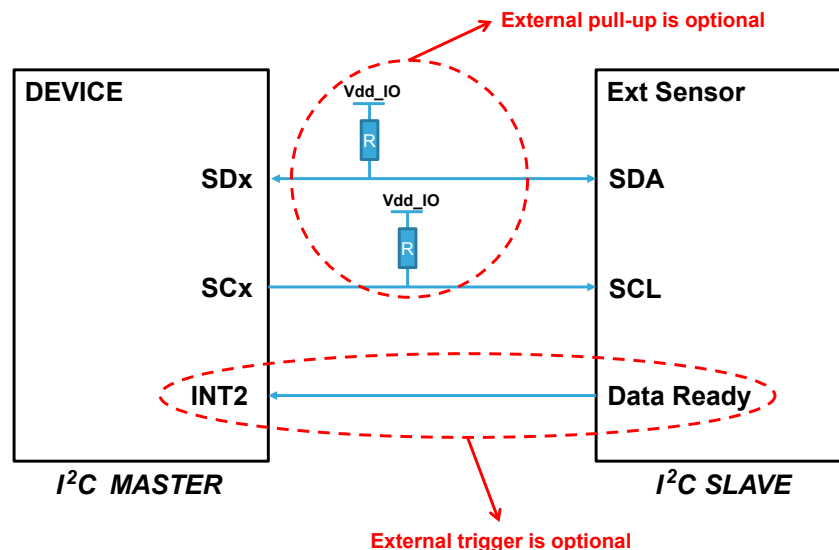 External pull-up is optional
DEVICE
Ext Sensor
Vdd_IO
R
SDx
SDA
Vdd_IO
R
SCx
SCL
INT2
Data Ready
I²C MASTER
I²C SLAVE
External trigger is optional